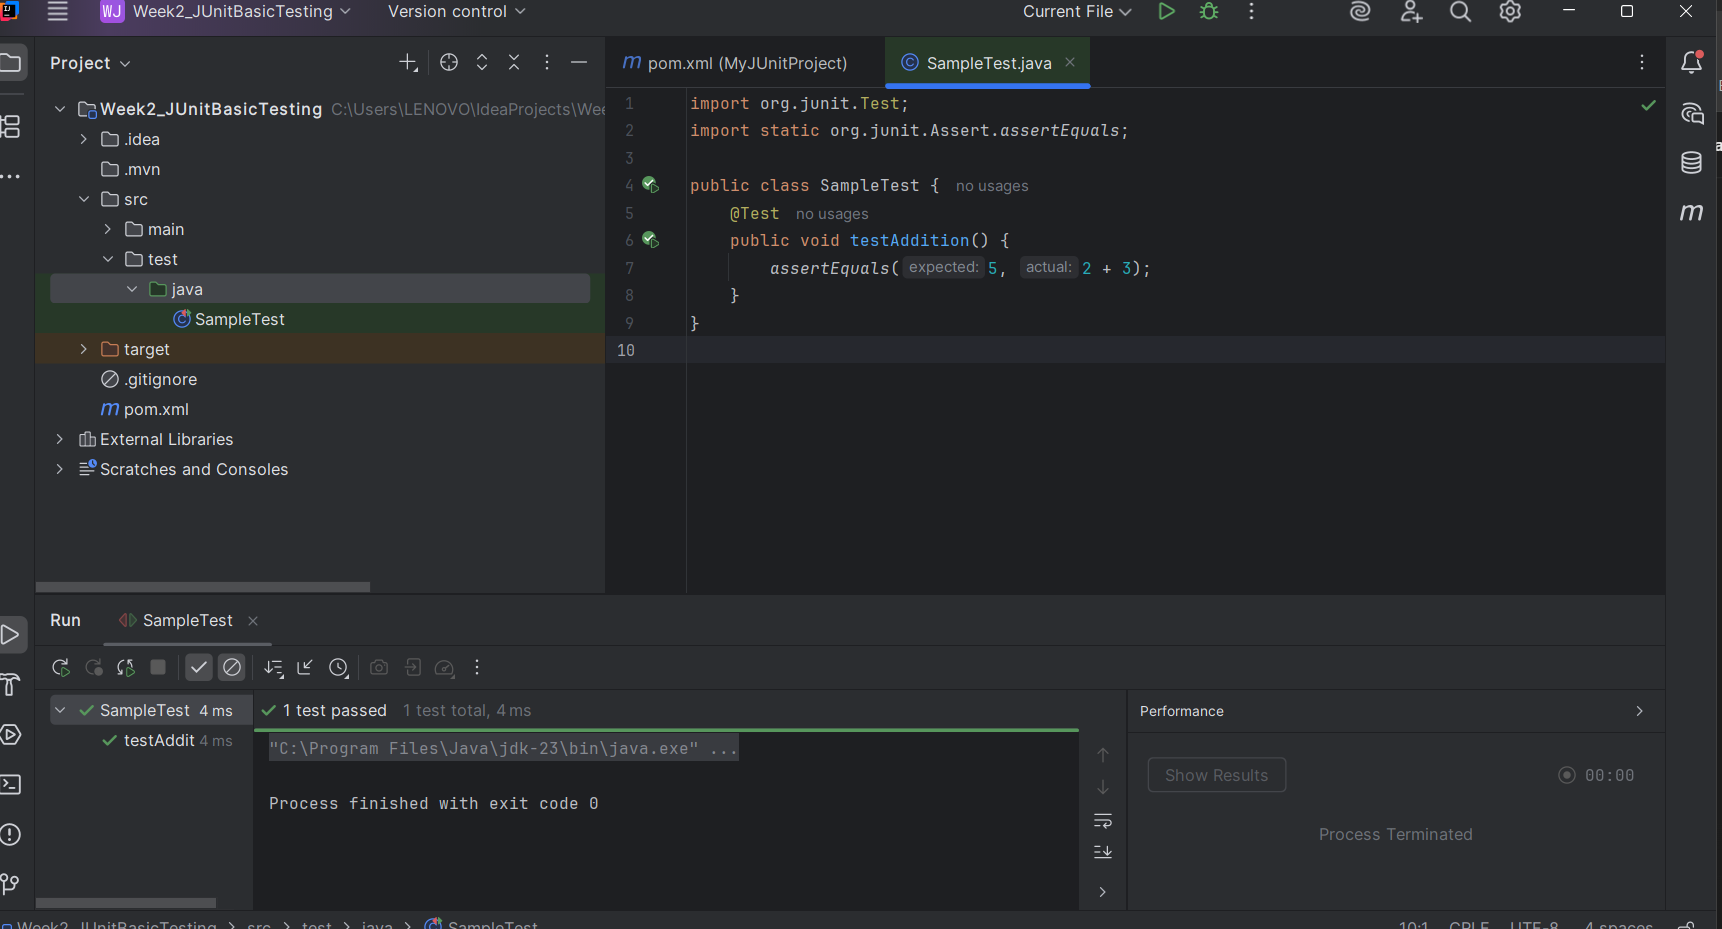 WJ Week2_JUnitBasicTesting Version control Current File
Project
Week2_JUnitBasicTesting C:\Users\LENOVO\IdeaProjects\Wee
.idea
.mvn
src
main
test
java
SampleTest
target
.gitignore
pom.xml
External Libraries
Scratches and Consoles
m pom.xml (MyJUnitProject) SampleTest.java
1 import org.junit.Test;
2 import static org.junit.Assert.assertEquals;
3
4 public class SampleTest { no usages
5 @Test no usages
6 public void testAddition() {
7 assertEquals( expected: 5, actual: 2 + 3);
8 }
9 }
10
Run SampleTest
SampleTest 4 ms
testAddit 4 ms
1 test passed 1 test total, 4 ms
"C:\Program Files\Java\jdk-23\bin\java.exe" ...
Process finished with exit code 0
Performance
Show Results 00:00
Process Terminated
Week2_JUnitBasicTesting > src > test > java > SampleTest 10:1 CRLF UTF-8 4 spaces